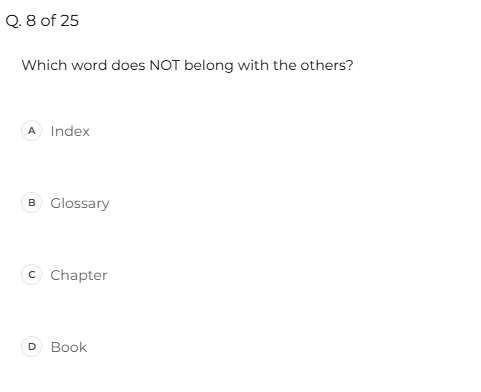 Q. 8 of 25
Which word does NOT belong with the others?
A Index
B Glossary
C Chapter
D Book